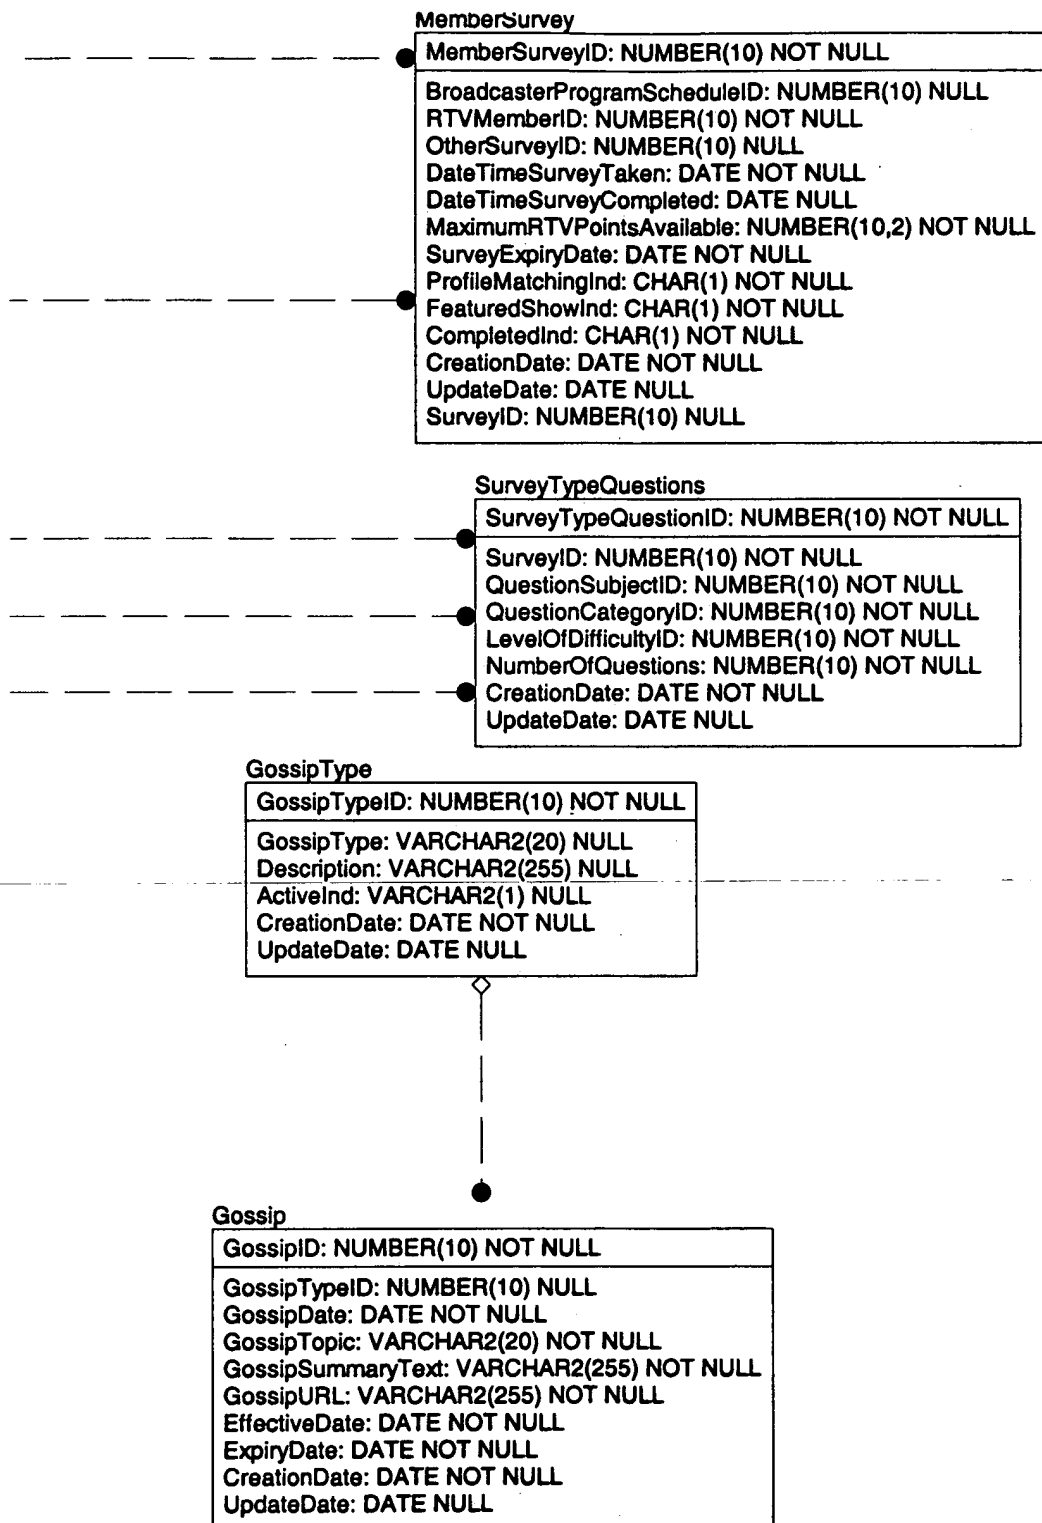 MemberSurvey
MemberSurveyID: NUMBER(10) NOT NULL
BroadcasterProgramScheduleID: NUMBER(10) NULL
RTVMemberID: NUMBER(10) NOT NULL
OtherSurveyID: NUMBER(10) NULL
DateTimeSurveyTaken: DATE NOT NULL
DateTimeSurveyCompleted: DATE NULL
MaximumRTVPointsAvailable: NUMBER(10,2) NOT NULL
SurveyExpiryDate: DATE NOT NULL
ProfileMatchingInd: CHAR(1) NOT NULL
FeaturedShowInd: CHAR(1) NOT NULL
CompletedInd: CHAR(1) NOT NULL
CreationDate: DATE NOT NULL
UpdateDate: DATE NULL
SurveyID: NUMBER(10) NULL
SurveyTypeQuestions
SurveyTypeQuestionID: NUMBER(10) NOT NULL
SurveyID: NUMBER(10) NOT NULL
QuestionSubjectID: NUMBER(10) NOT NULL
QuestionCategoryID: NUMBER(10) NOT NULL
LevelOfDifficultyID: NUMBER(10) NOT NULL
NumberOfQuestions: NUMBER(10) NOT NULL
CreationDate: DATE NOT NULL
UpdateDate: DATE NULL
GossipType
GossipTypeID: NUMBER(10) NOT NULL
GossipType: VARCHAR2(20) NULL
Description: VARCHAR2(255) NULL
ActiveInd: VARCHAR2(1) NULL
CreationDate: DATE NOT NULL
UpdateDate: DATE NULL
Gossip
GossipID: NUMBER(10) NOT NULL
GossipTypeID: NUMBER(10) NULL
GossipDate: DATE NOT NULL
GossipTopic: VARCHAR2(20) NOT NULL
GossipSummaryText: VARCHAR2(255) NOT NULL
GossipURL: VARCHAR2(255) NOT NULL
EffectiveDate: DATE NOT NULL
ExpiryDate: DATE NOT NULL
CreationDate: DATE NOT NULL
UpdateDate: DATE NULL